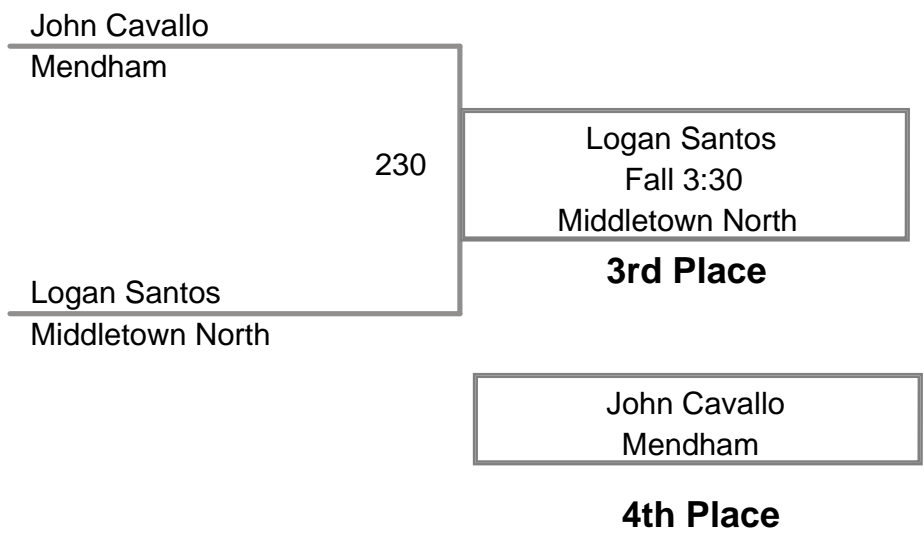 John Cavallo
Mendham
230
Logan Santos
Fall 3:30
Middletown North
3rd Place
Logan Santos
Middletown North
John Cavallo
Mendham
4th Place